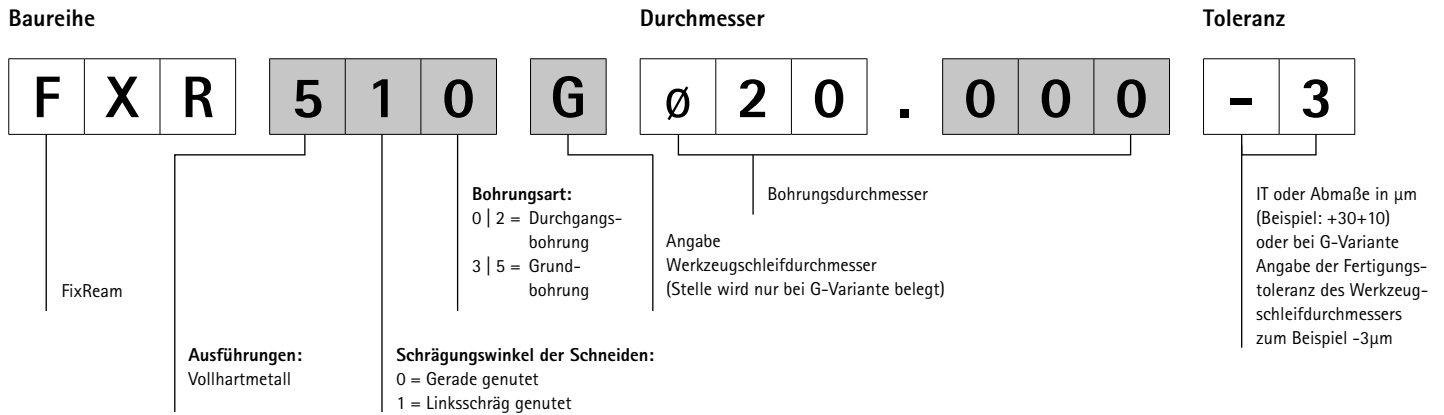 Baureihe
Durchmesser
Toleranz
F X R 5 1 0 G ø 2 0 . 0 0 0 - 3
FixReam
Ausführungen:
Vollhartmetall
Schrägungswinkel der Schneiden:
0 = Gerade genutet
1 = Linksschräg genutet
Bohrungsart:
0 | 2 = Durchgangs-
bohrung
3 | 5 = Grund-
bohrung
Angabe
Werkzeugschleifdurchmesser
(Stelle wird nur bei G-Variante belegt)
Bohrungsdurchmesser
IT oder Abmaße in µm
(Beispiel: +30+10)
oder bei G-Variante
Angabe der Fertigungs-
toleranz des Werkzeug-
schleifdurchmessers
zum Beispiel -3µm